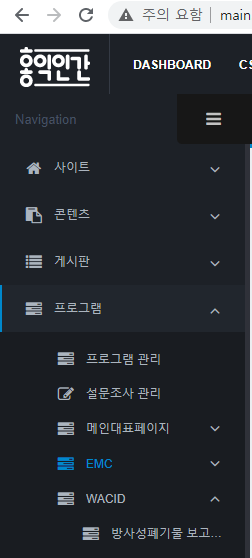 주의 요함 | main
홍익인간 DASHBOARD CS
Navigation
사이트
콘텐츠
게시판
프로그램
프로그램 관리
설문조사 관리
메인대표페이지
EMC
WACID
방사성폐기물 보고...